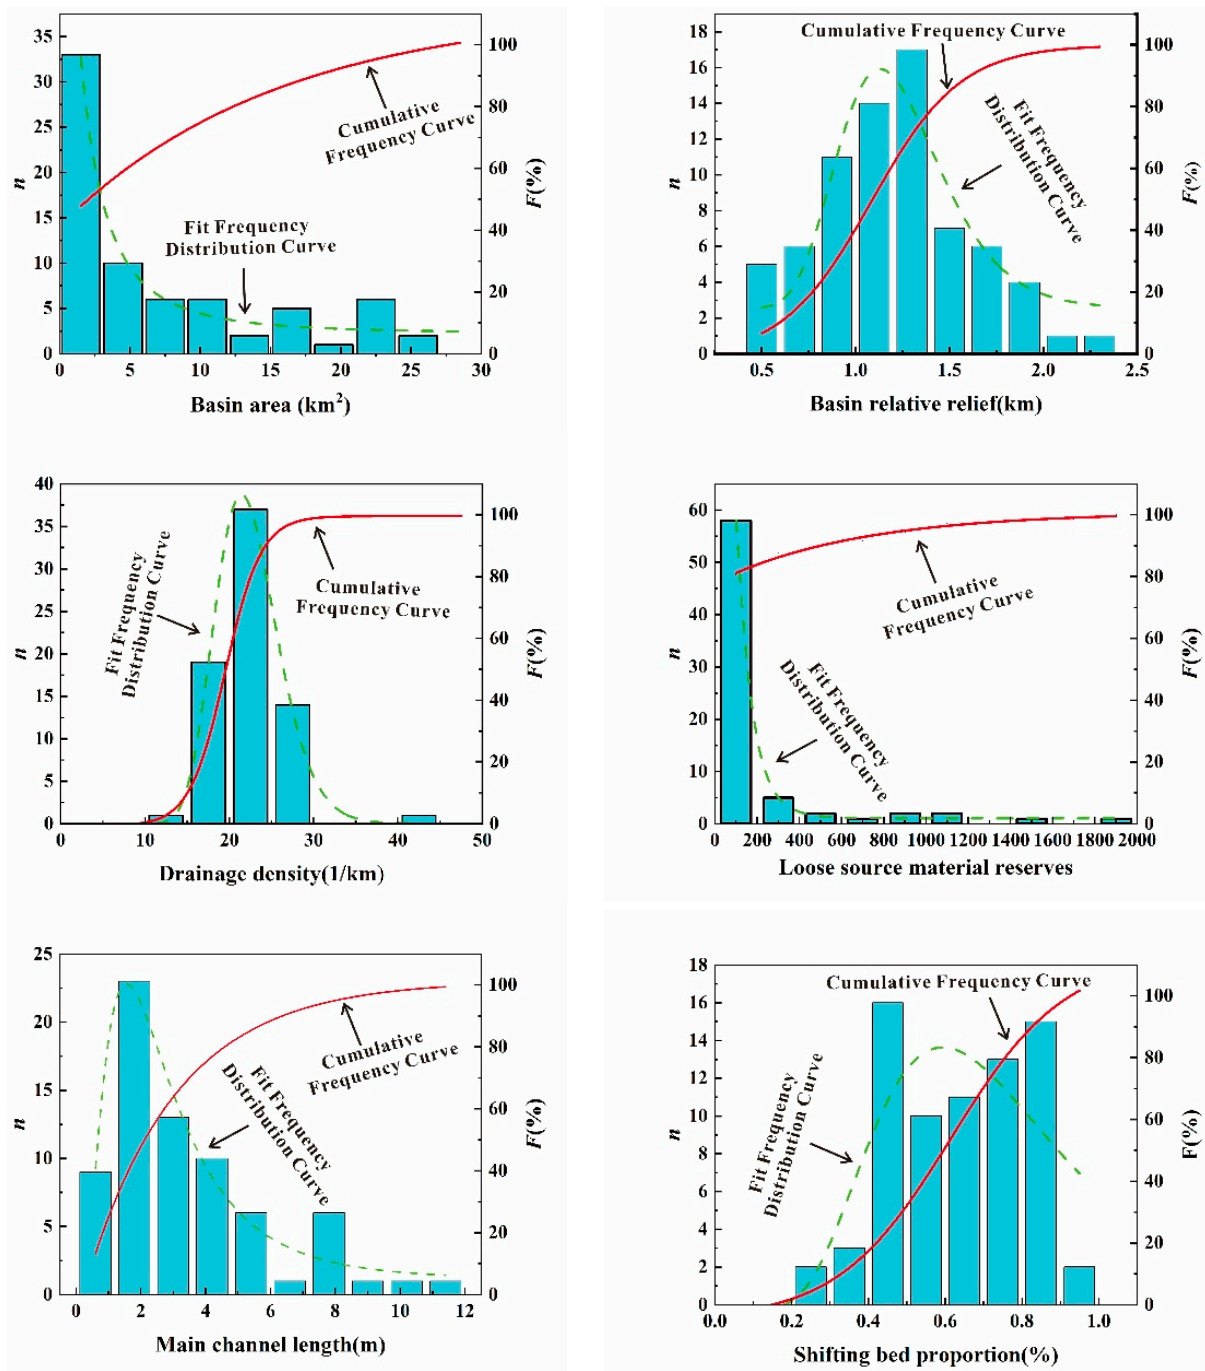 35
30
25
20
15
10
5
0
n
100
80
60
40
20
0
F(%)
Cumulative
Frequency Curve
Fit Frequency
Distribution Curve
0 5 10 15 20 25 30
Basin area (km²)
18
16
14
12
10
8
6
4
2
0
n
100
80
60
40
20
0
F(%)
Cumulative Frequency Curve
Fit Frequency
Distribution Curve
0.5 1.0 1.5 2.0 2.5
Basin relative relief(km)
40
35
30
25
20
15
10
5
0
n
100
80
60
40
20
0
F(%)
Fit Frequency
Distribution Curve
Cumulative
Frequency Curve
0 10 20 30 40 50
Drainage density(1/km)
60
50
40
30
20
10
0
n
100
80
60
40
20
0
F(%)
Cumulative
Frequency Curve
Fit Frequency
Distribution Curve
0 200 400 600 800 1000 1200 1400 1600 1800 2000
Loose source material reserves
25
20
15
10
5
0
n
100
80
60
40
20
0
F(%)
Cumulative
Frequency Curve
Fit Frequency
Distribution Curve
0 2 4 6 8 10 12
Main channel length(m)
18
16
14
12
10
8
6
4
2
0
n
100
80
60
40
20
0
F(%)
Cumulative Frequency Curve
Fit Frequency
Distribution Curve
0.0 0.2 0.4 0.6 0.8 1.0
Shifting bed proportion(%)